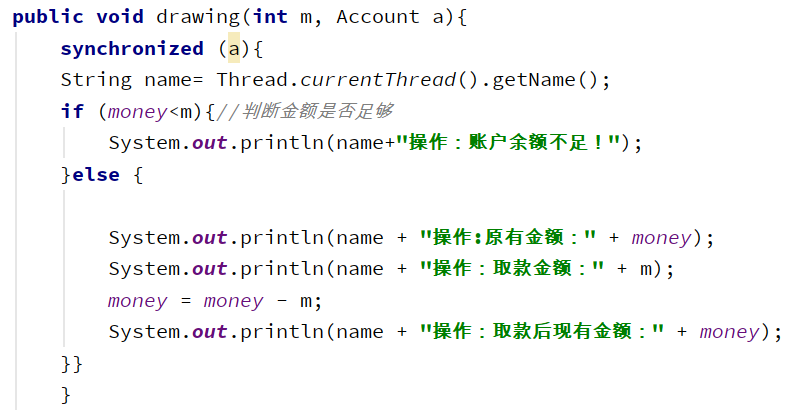 public void drawing(int m, Account a){
synchronized (a){
String name= Thread.currentThread().getName();
if (money<m){//判断金额是否足够
System.out.println(name+"操作：账户余额不足！");
}else {
System.out.println(name + "操作:原有金额：" + money);
System.out.println(name + "操作：取款金额：" + m);
money = money - m;
System.out.println(name + "操作：取款后现有金额：" + money);
}}
}